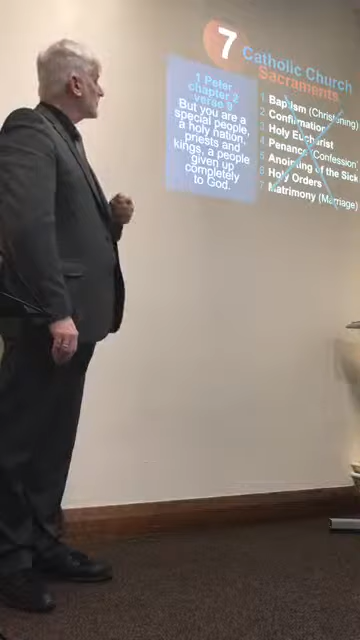 7 Catholic Church
Sacraments
1 Peter
chapter 2
verse 9
But you are a
special people,
a holy nation,
priests and
kings, a people
given up
completely
to God.
1 Baptism (Christening)
2 Confirmation
3 Holy Eucharist
4 Penance (Confession)
5 Anointing of the Sick
6 Holy Orders
7 Matrimony (Marriage)